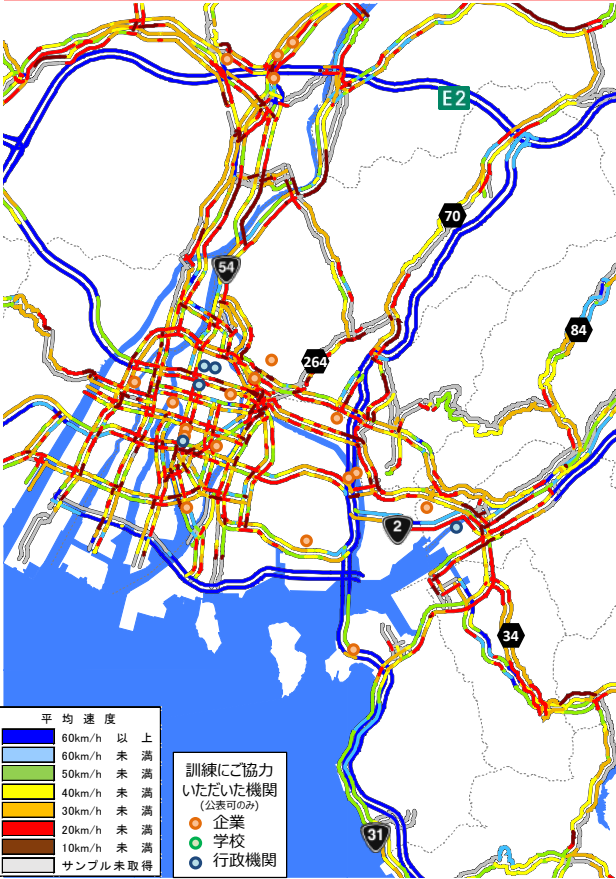 E2
70
54
84
264
2
34
31
平均速度
60km/h 以上
60km/h 未満
50km/h 未満
40km/h 未満
30km/h 未満
20km/h 未満
10km/h 未満
サンプル未取得
訓練にご協力
いただいた機関
(公表可のみ)
企業
学校
行政機関